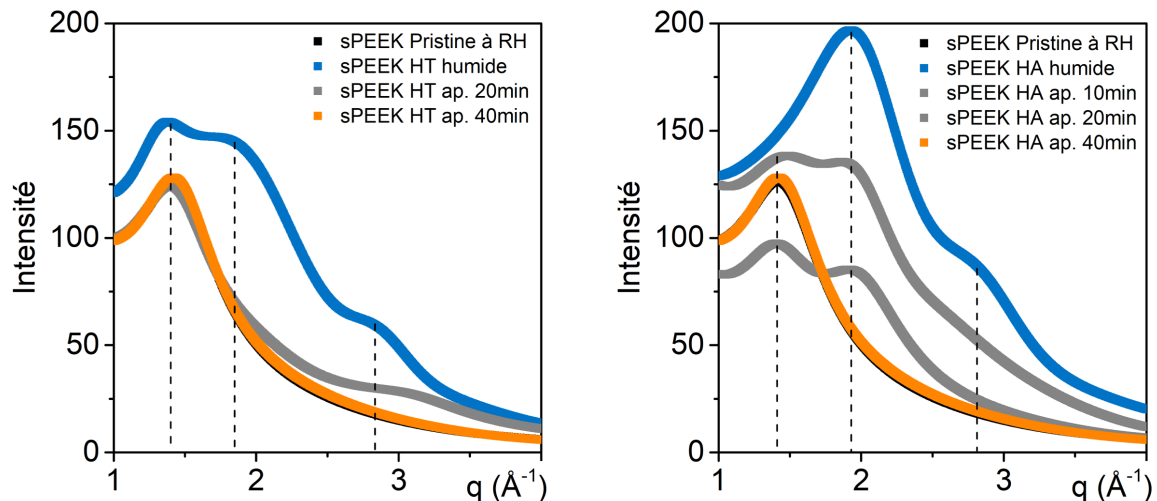 200
150
100
50
0
Intensité
1
2
3
q (Å⁻¹)
sPEEK Pristine à RH
sPEEK HT humide
sPEEK HT ap. 20min
sPEEK HT ap. 40min
200
150
100
50
0
Intensité
1
2
3
q (Å⁻¹)
sPEEK Pristine à RH
sPEEK HA humide
sPEEK HA ap. 10min
sPEEK HA ap. 20min
sPEEK HA ap. 40min